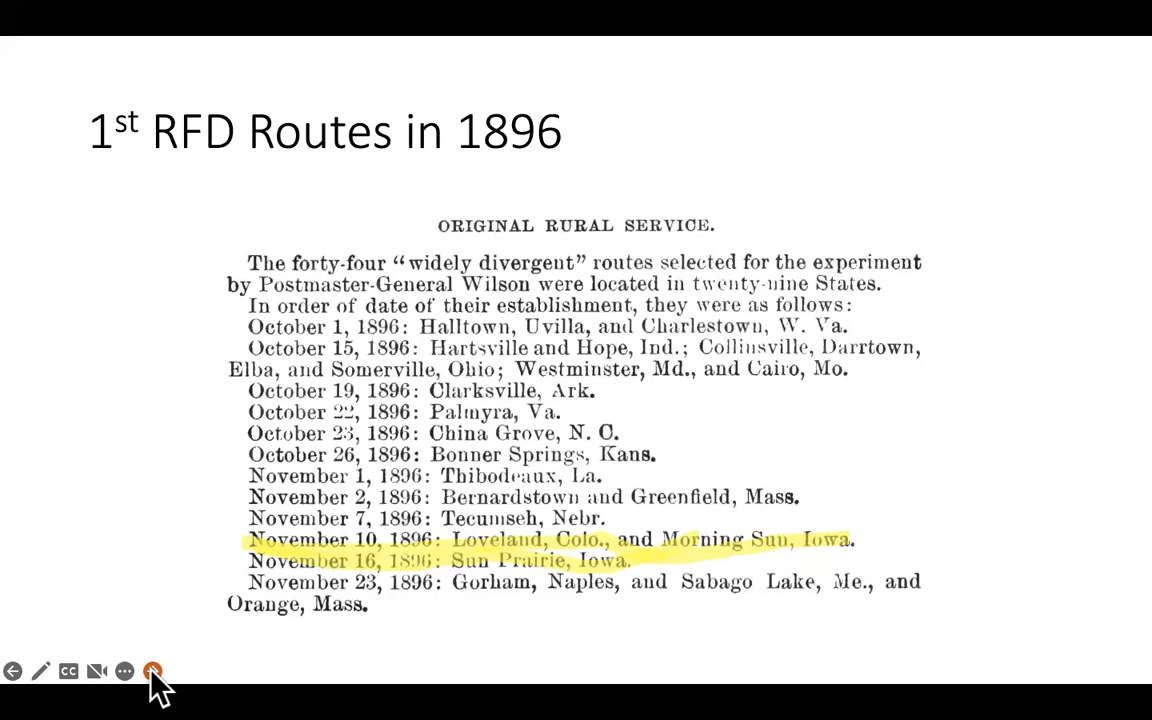 1st RFD Routes in 1896
ORIGINAL RURAL SERVICE.
The forty-four “widely divergent” routes selected for the experiment
by Postmaster-General Wilson were located in twenty-nine States.
In order of date of their establishment, they were as follows:
October 1, 1896: Halltown, Uvilla, and Charlestown, W. Va.
October 15, 1896: Hartsville and Hope, Ind.; Collinsville, Darrtown,
Elba, and Somerville, Ohio; Westminster, Md., and Cairo, Mo.
October 19, 1896: Clarksville, Ark.
October 22, 1896: Palmyra, Va.
October 23, 1896: China Grove, N. C.
October 26, 1896: Bonner Springs, Kans.
November 1, 1896: Thibodeaux, La.
November 2, 1896: Bernardstown and Greenfield, Mass.
November 7, 1896: Tecumseh, Nebr.
November 10, 1896: Loveland, Colo., and Morning Sun, Iowa.
November 16, 1896: Sun Prairie, Iowa.
November 23, 1896: Gorham, Naples, and Sabago Lake, Me., and
Orange, Mass.
CC